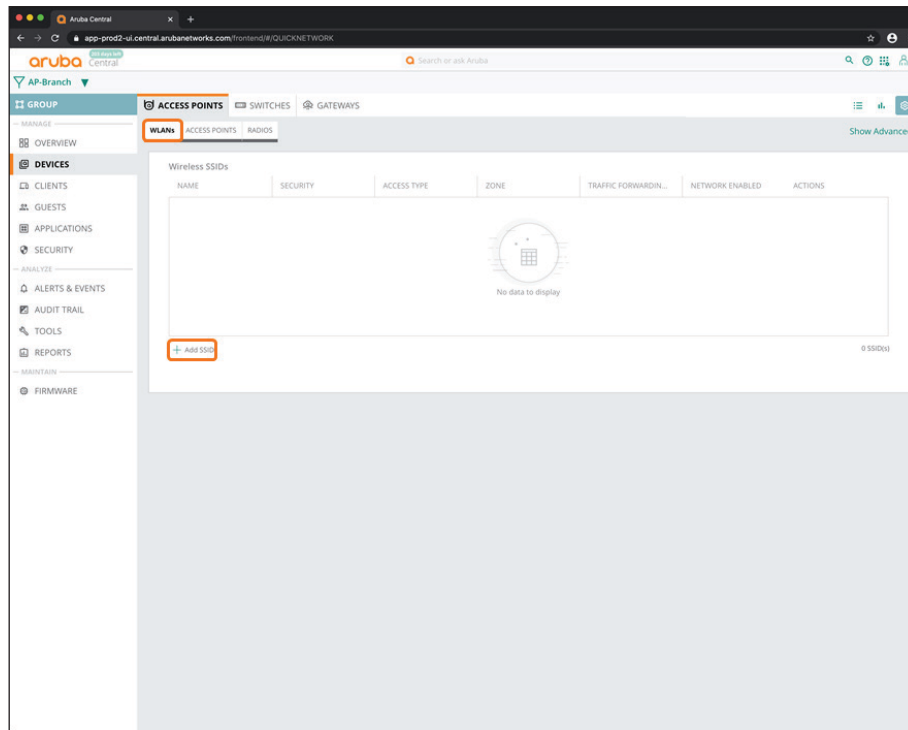 Aruba Central
app-prod2-ui.central.arubanetworks.com/frontend/#/QUICKNETWORK
aruba Central
Search or ask Aruba
AP-Branch
GROUP
ACCESS POINTS SWITCHES GATEWAYS
MANAGE
WLANs ACCESS POINTS RADIOS
Show Advance
OVERVIEW
DEVICES
CLIENTS
GUESTS
APPLICATIONS
SECURITY
ANALYZE
ALERTS & EVENTS
AUDIT TRAIL
TOOLS
REPORTS
MAINTAIN
FIRMWARE
Wireless SSIDs
NAME SECURITY ACCESS TYPE ZONE TRAFFIC FORWARDIN... NETWORK ENABLED ACTIONS
No data to display
+ Add SSID
0 SSID(s)